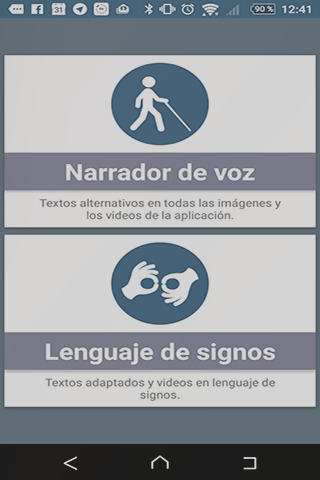 31
90 %
12:41
Narrador de voz
Textos alternativos en todas las imágenes y
los videos de la aplicación.
Lenguaje de signos
Textos adaptados y videos en lenguaje de
signos.